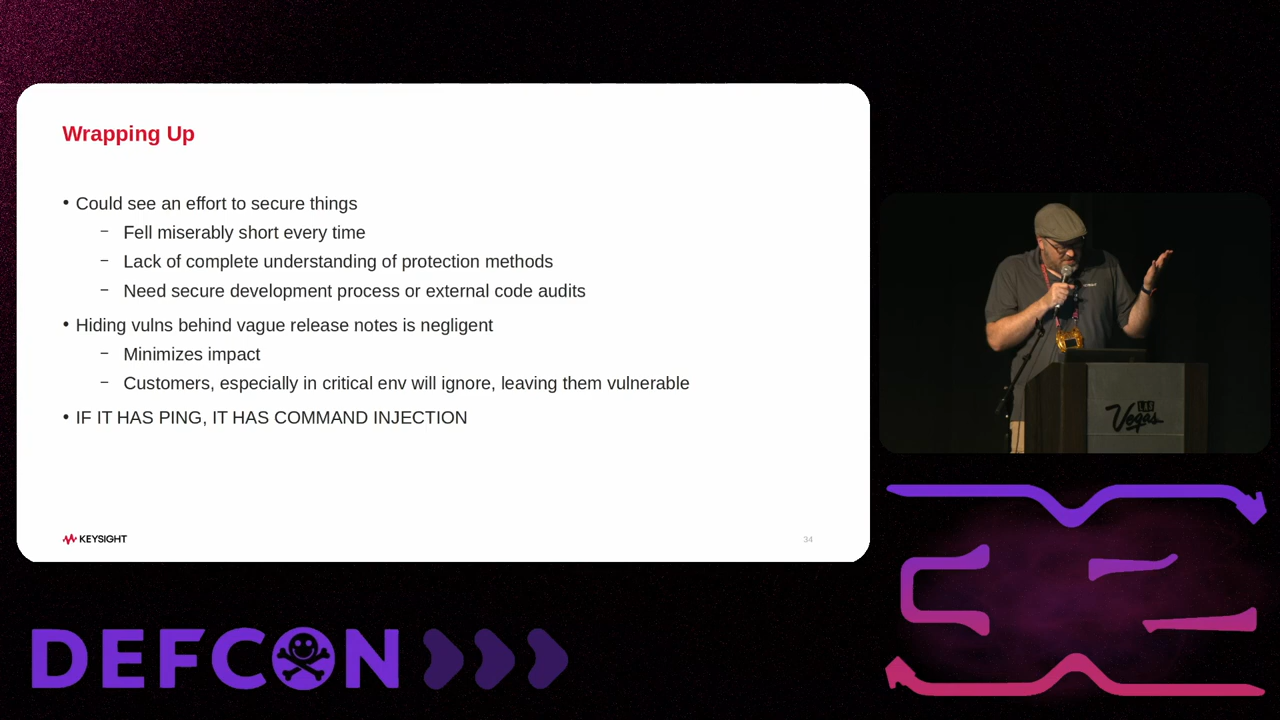 Wrapping Up
• Could see an effort to secure things
− Fell miserably short every time
− Lack of complete understanding of protection methods
− Need secure development process or external code audits
• Hiding vulns behind vague release notes is negligent
− Minimizes impact
− Customers, especially in critical env will ignore, leaving them vulnerable
• IF IT HAS PING, IT HAS COMMAND INJECTION
KEYSIGHT
34
Vegas
DEFCON